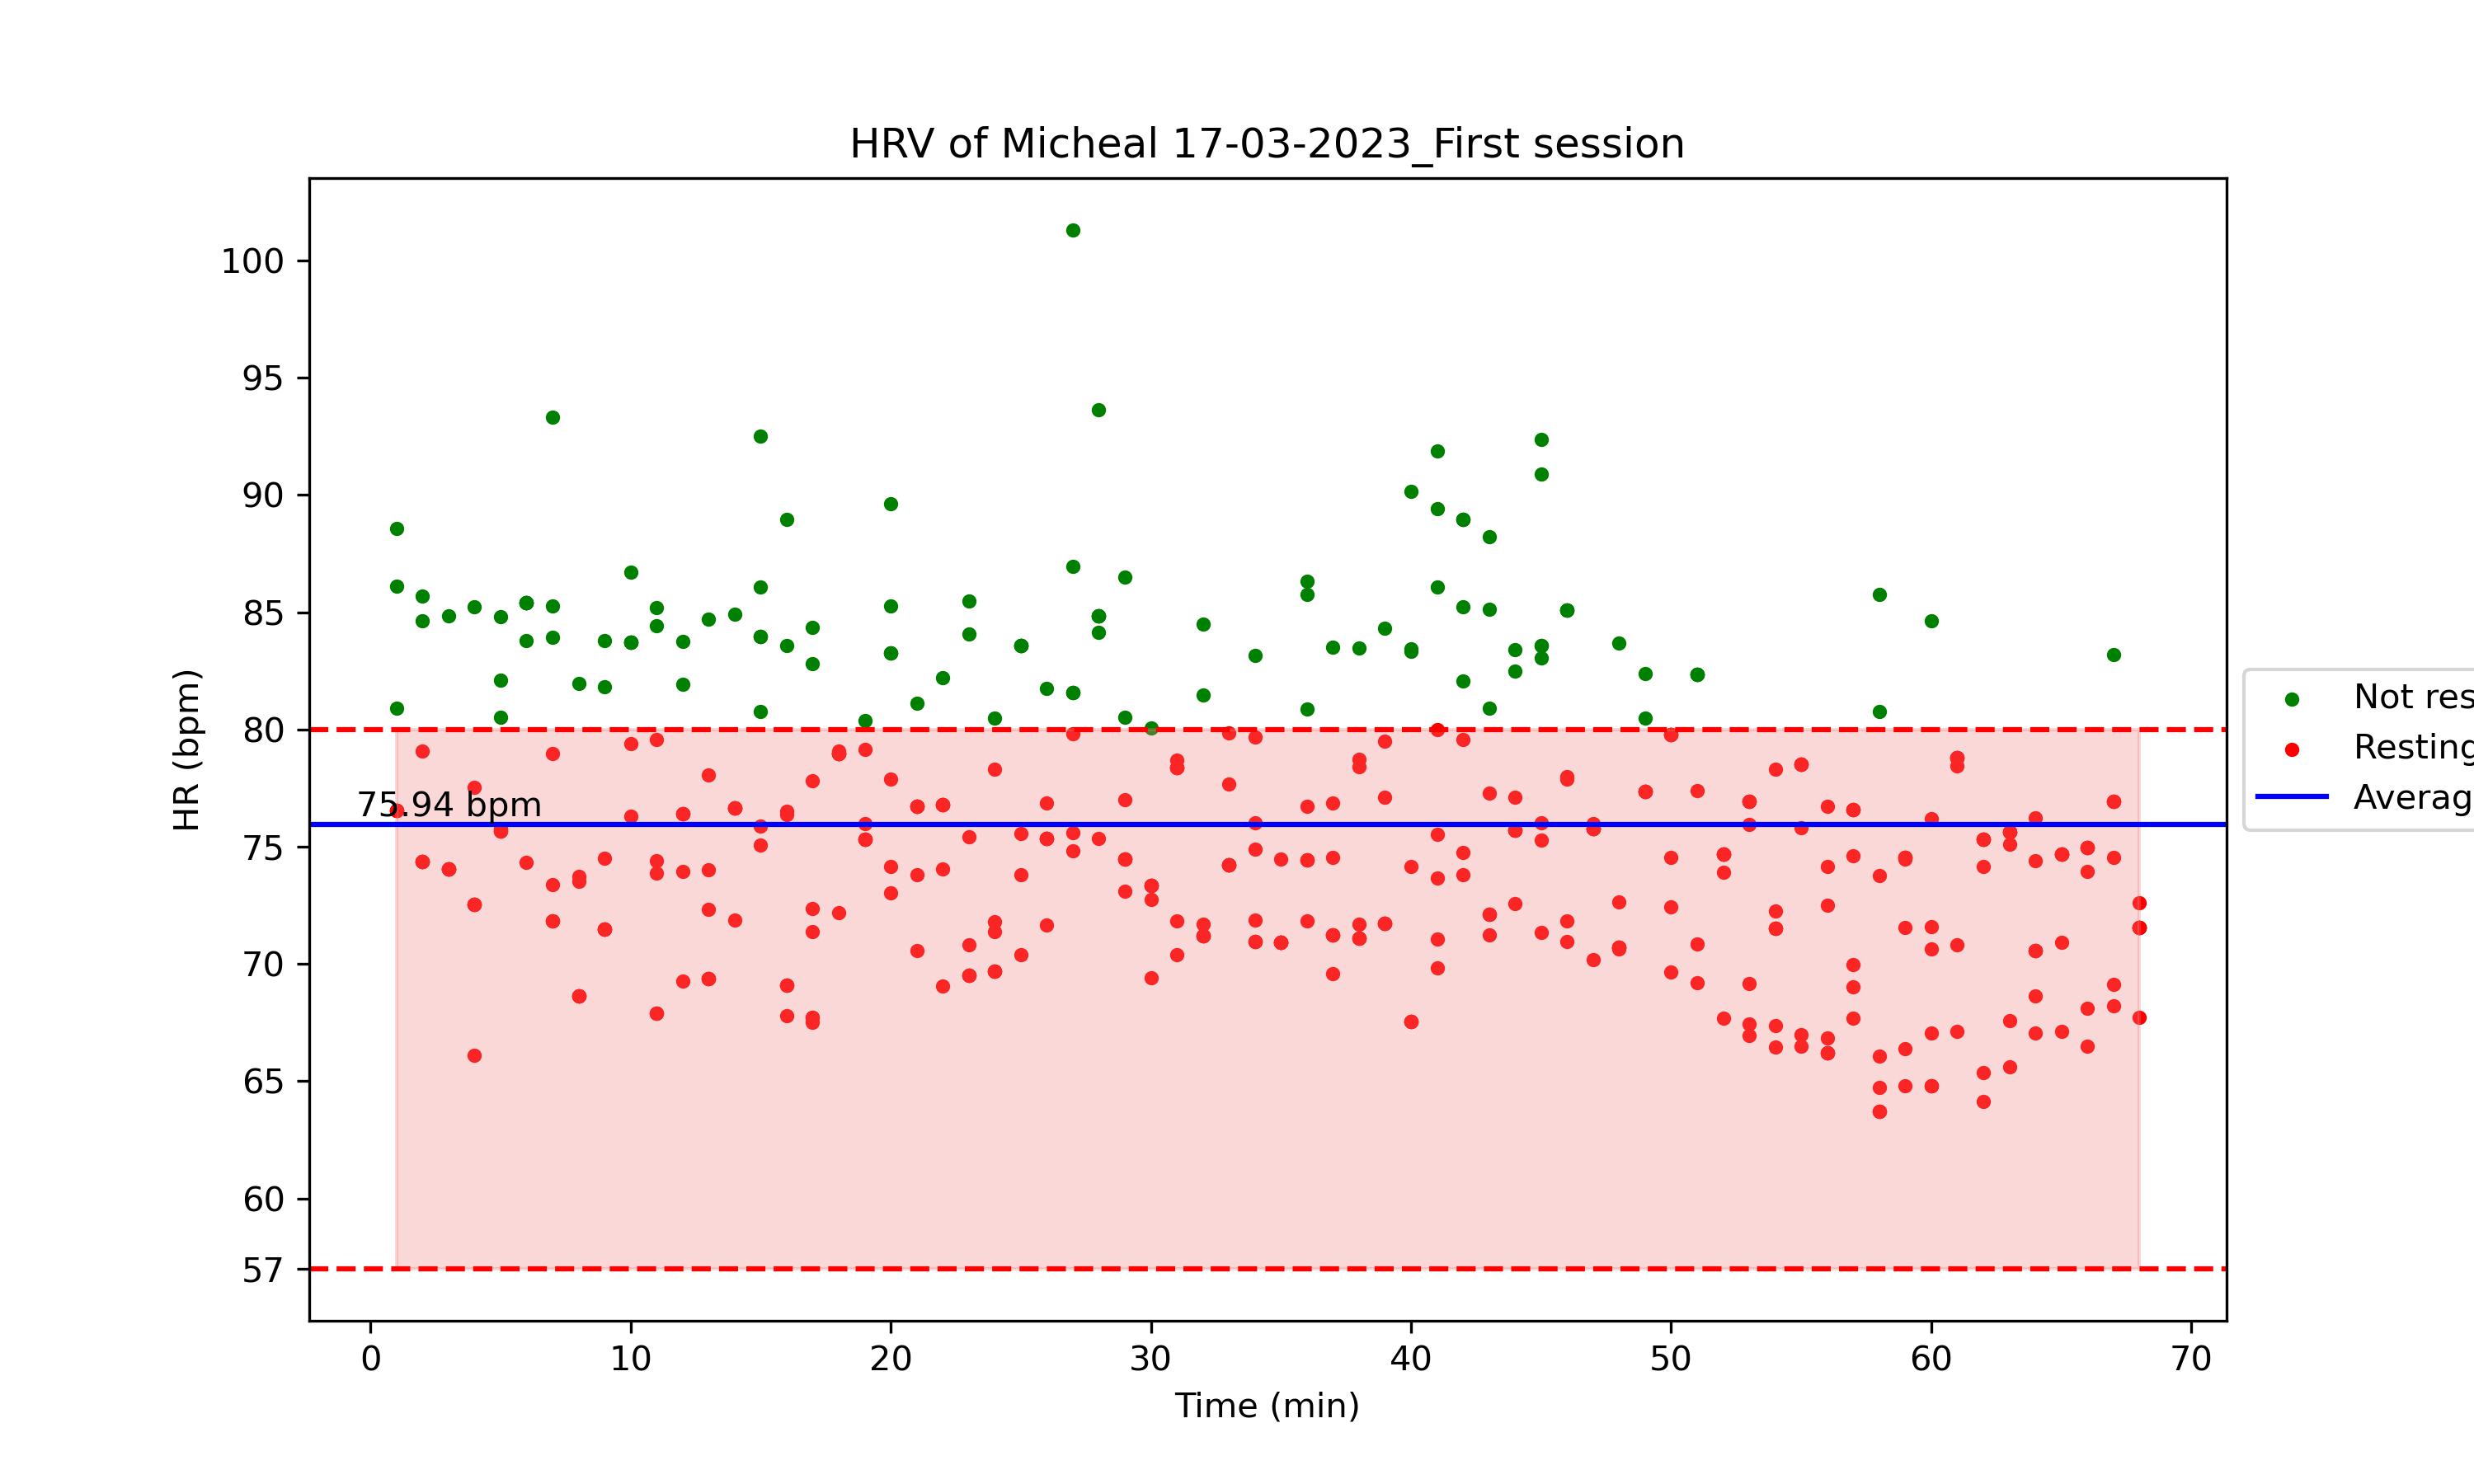 HRV of Micheal 17-03-2023_First session
HR (bpm)
100
95
90
85
80
75
70
65
60
57
75.94 bpm
0 10 20 30 40 50 60 70
Time (min)
Not res
Resting
Averag